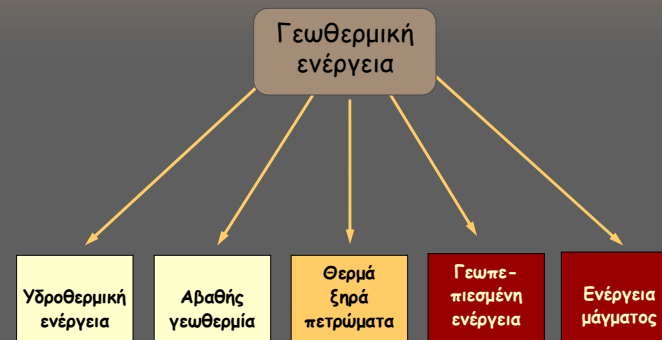 Γεωθερμική
ενέργεια
Υδροθερμική
ενέργεια
Αβαθής
γεωθερμία
Θερμά
ξηρά
πετρώματα
Γεωπε-
πιεσμένη
ενέργεια
Ενέργεια
μάγματος